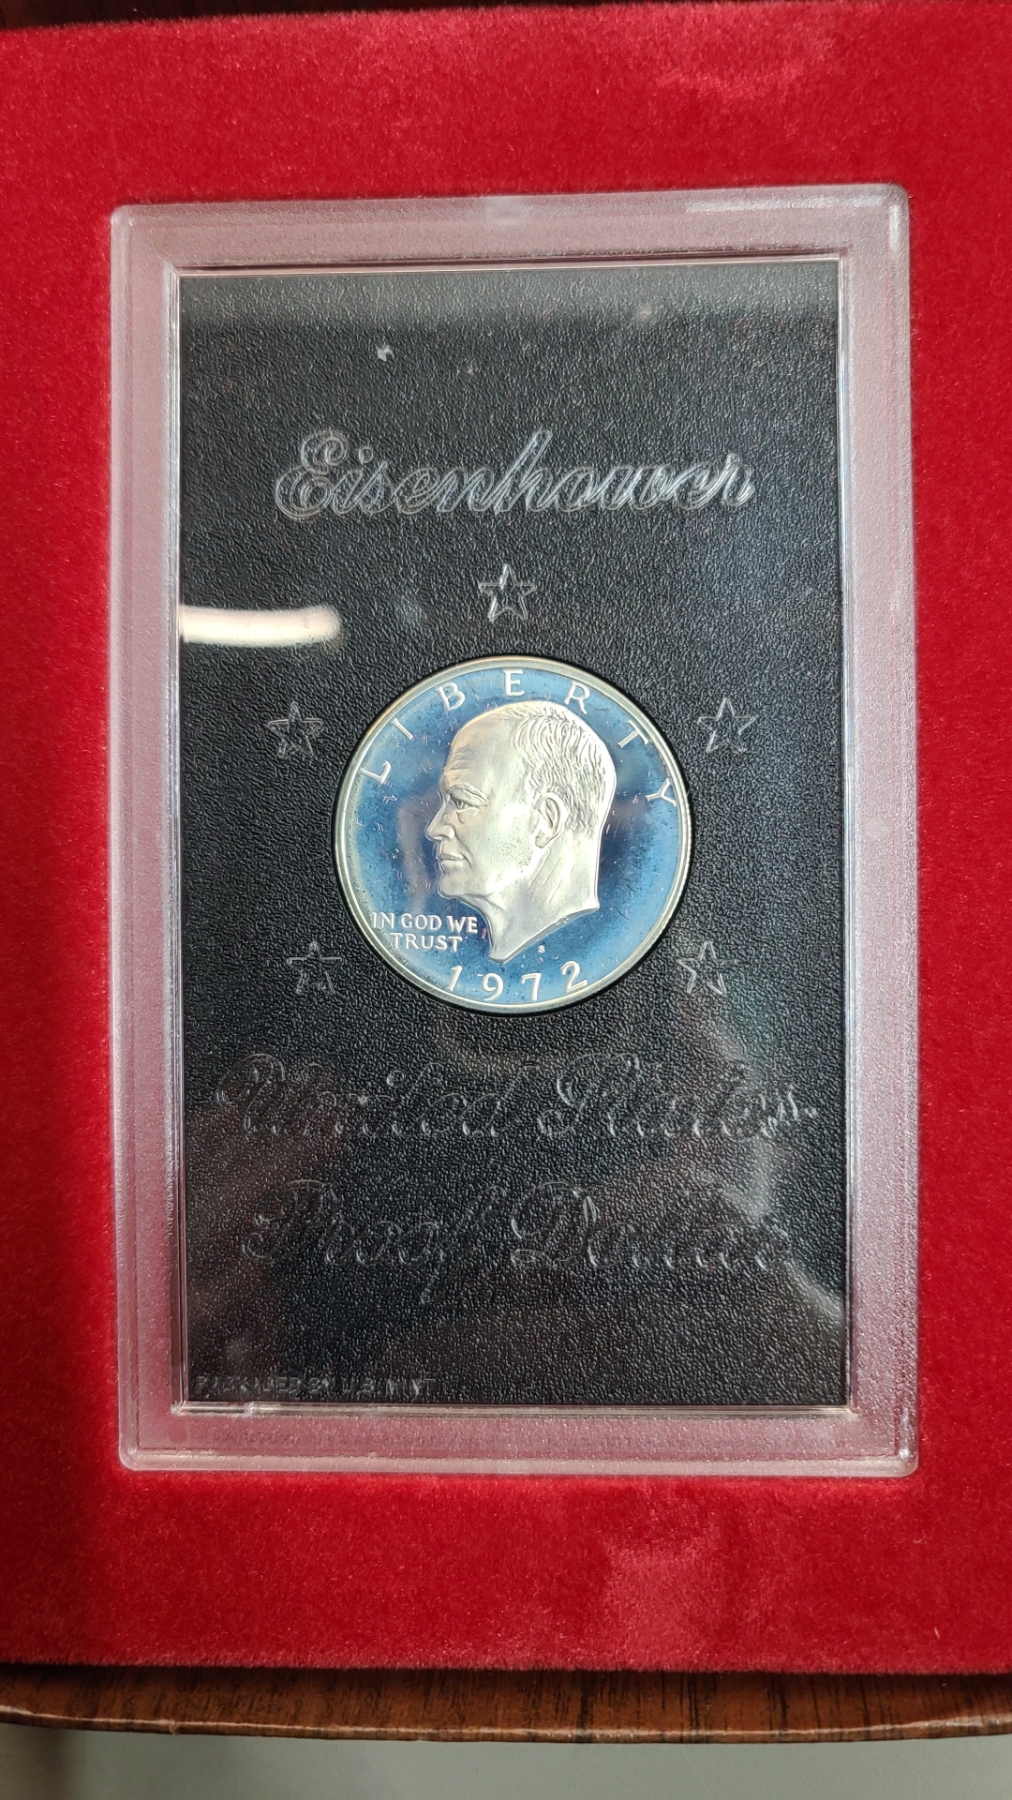 Eisenhower
LIBERTY
IN GOD WE
TRUST
S
1972
United States
Proof Dollar
PACKAGED BY U.S. MINT